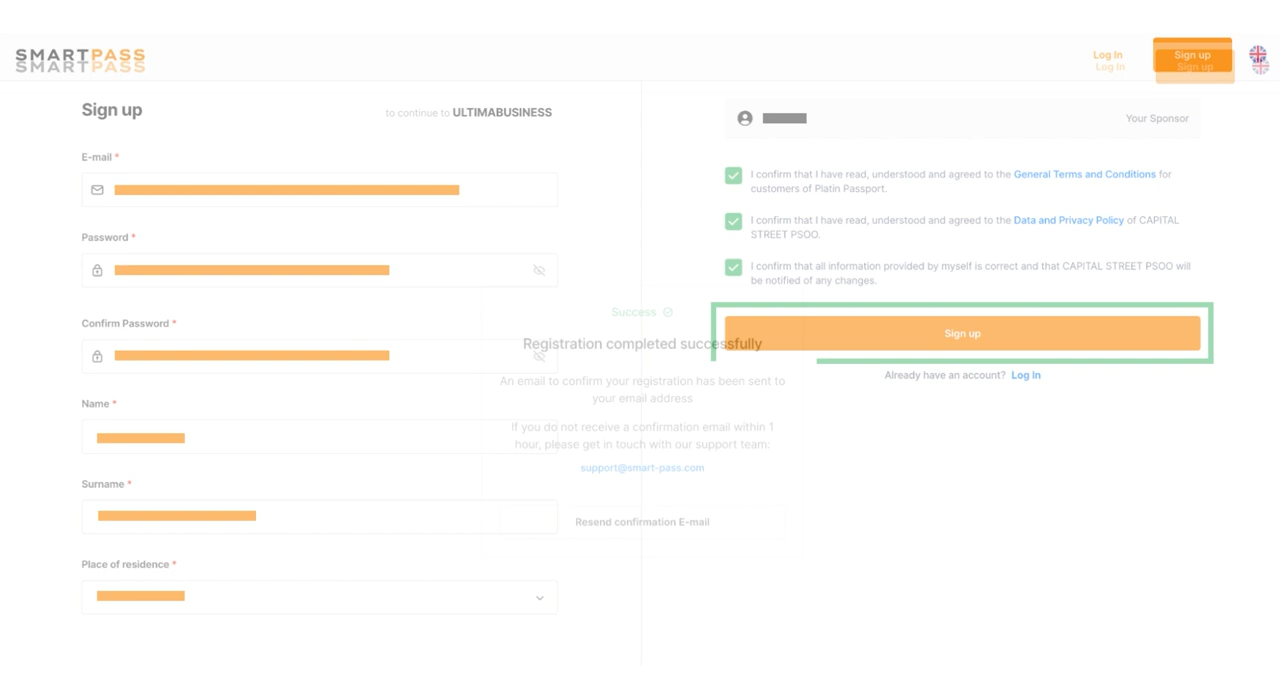 SMARTPASS
SMARTPASS
Log In
Log In
Sign up
Sign up
Sign up
to continue to ULTIMABUSINESS
E-mail *
Password *
Confirm Password *
Name *
Surname *
Place of residence *
Your Sponsor
I confirm that I have read, understood and agreed to the General Terms and Conditions for
customers of Platin Passport.
I confirm that I have read, understood and agreed to the Data and Privacy Policy of CAPITAL
STREET PSOO.
I confirm that all information provided by myself is correct and that CAPITAL STREET PSOO will
be notified of any changes.
Sign up
Already have an account? Log In
Success
Registration completed successfully
An email to confirm your registration has been sent to
your email address
If you do not receive a confirmation email within 1
hour, please get in touch with our support team:
support@smart-pass.com
Resend confirmation E-mail